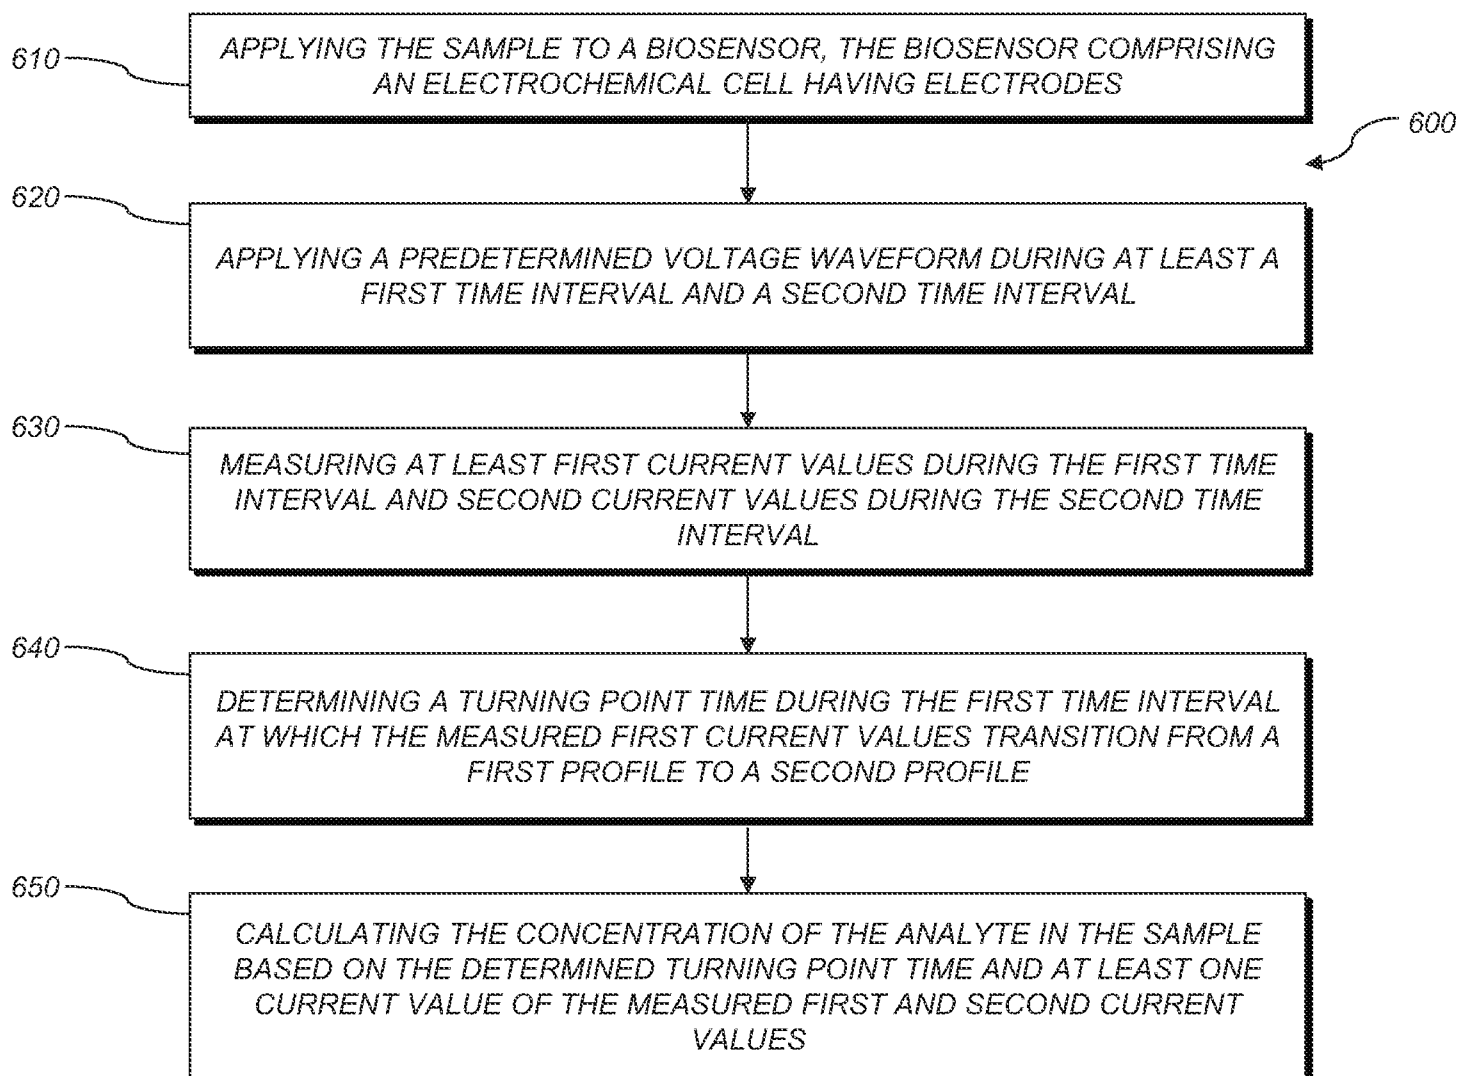 610
APPLYING THE SAMPLE TO A BIOSENSOR, THE BIOSENSOR COMPRISING
AN ELECTROCHEMICAL CELL HAVING ELECTRODES
600
620
APPLYING A PREDETERMINED VOLTAGE WAVEFORM DURING AT LEAST A
FIRST TIME INTERVAL AND A SECOND TIME INTERVAL
630
MEASURING AT LEAST FIRST CURRENT VALUES DURING THE FIRST TIME
INTERVAL AND SECOND CURRENT VALUES DURING THE SECOND TIME
INTERVAL
640
DETERMINING A TURNING POINT TIME DURING THE FIRST TIME INTERVAL
AT WHICH THE MEASURED FIRST CURRENT VALUES TRANSITION FROM A
FIRST PROFILE TO A SECOND PROFILE
650
CALCULATING THE CONCENTRATION OF THE ANALYTE IN THE SAMPLE
BASED ON THE DETERMINED TURNING POINT TIME AND AT LEAST ONE
CURRENT VALUE OF THE MEASURED FIRST AND SECOND CURRENT
VALUES